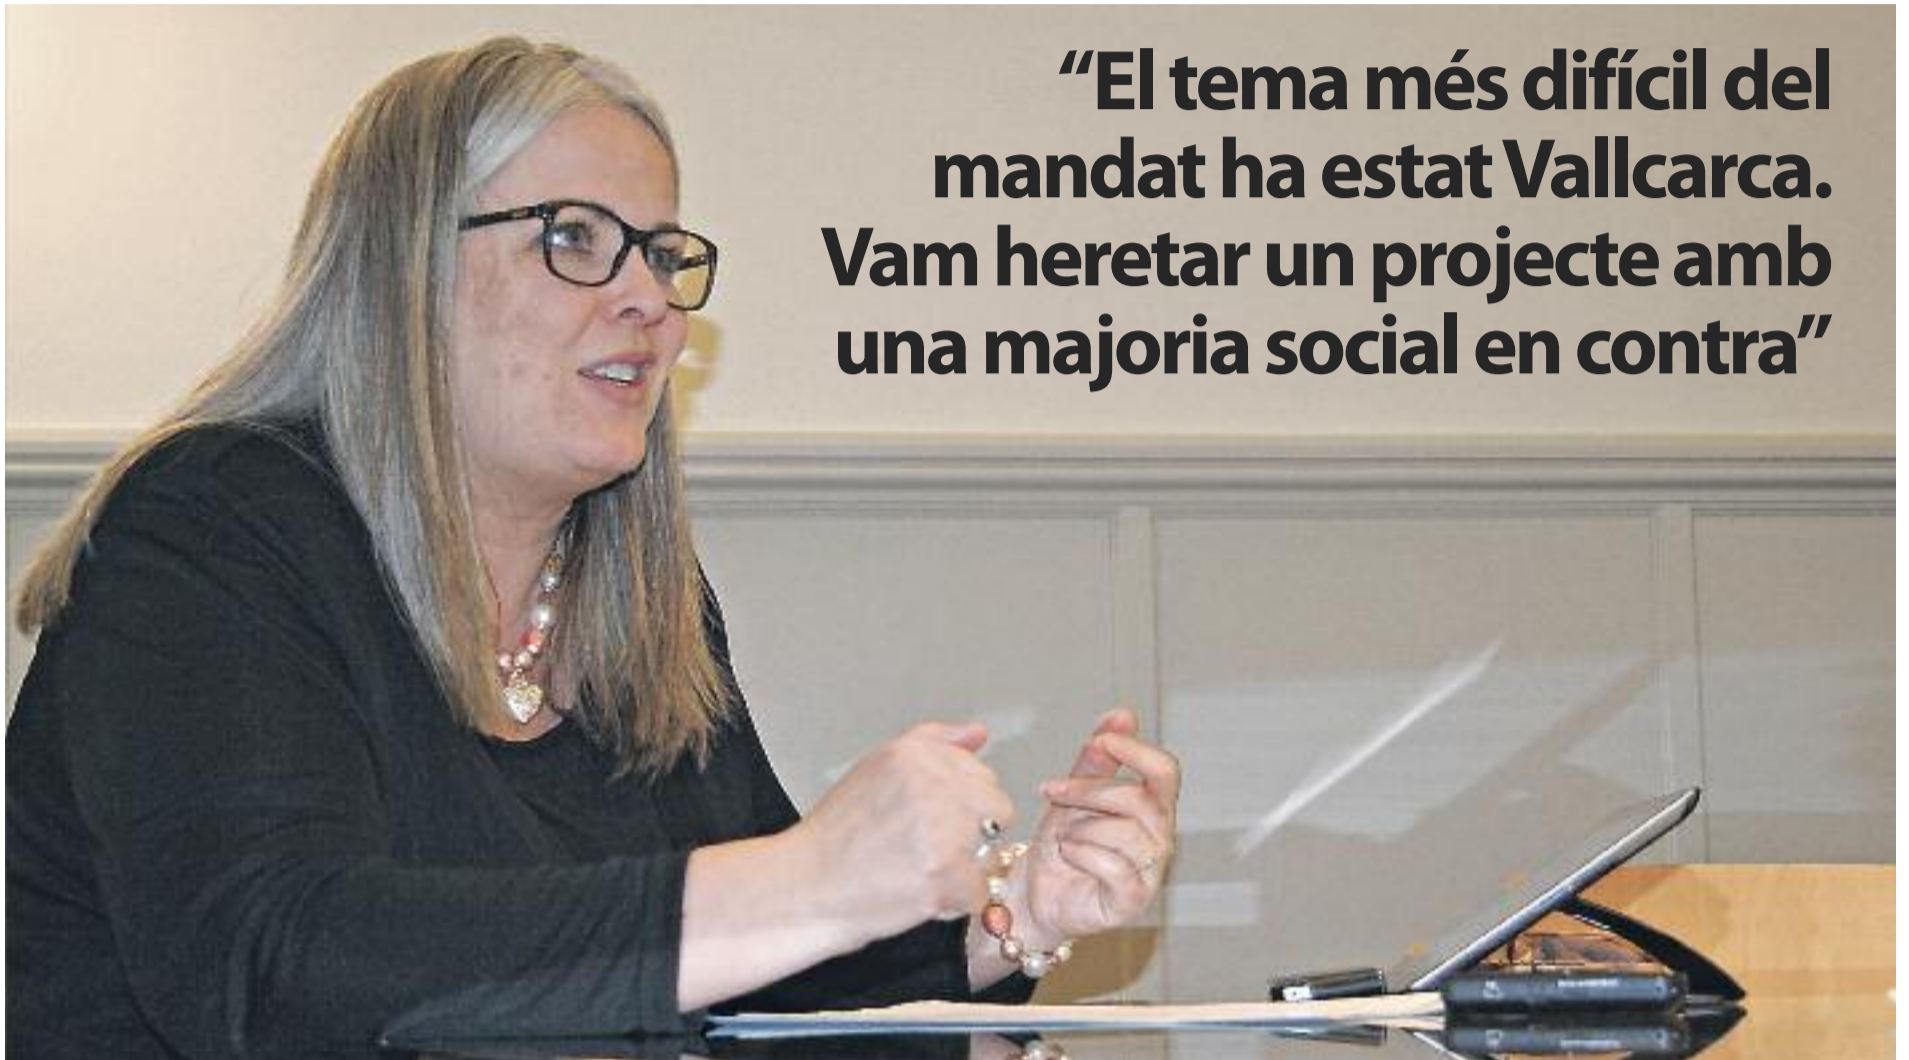 “El tema més difícil del
mandat ha estat Vallcarca.
Vam heretar un projecte amb
una majoria social en contra”